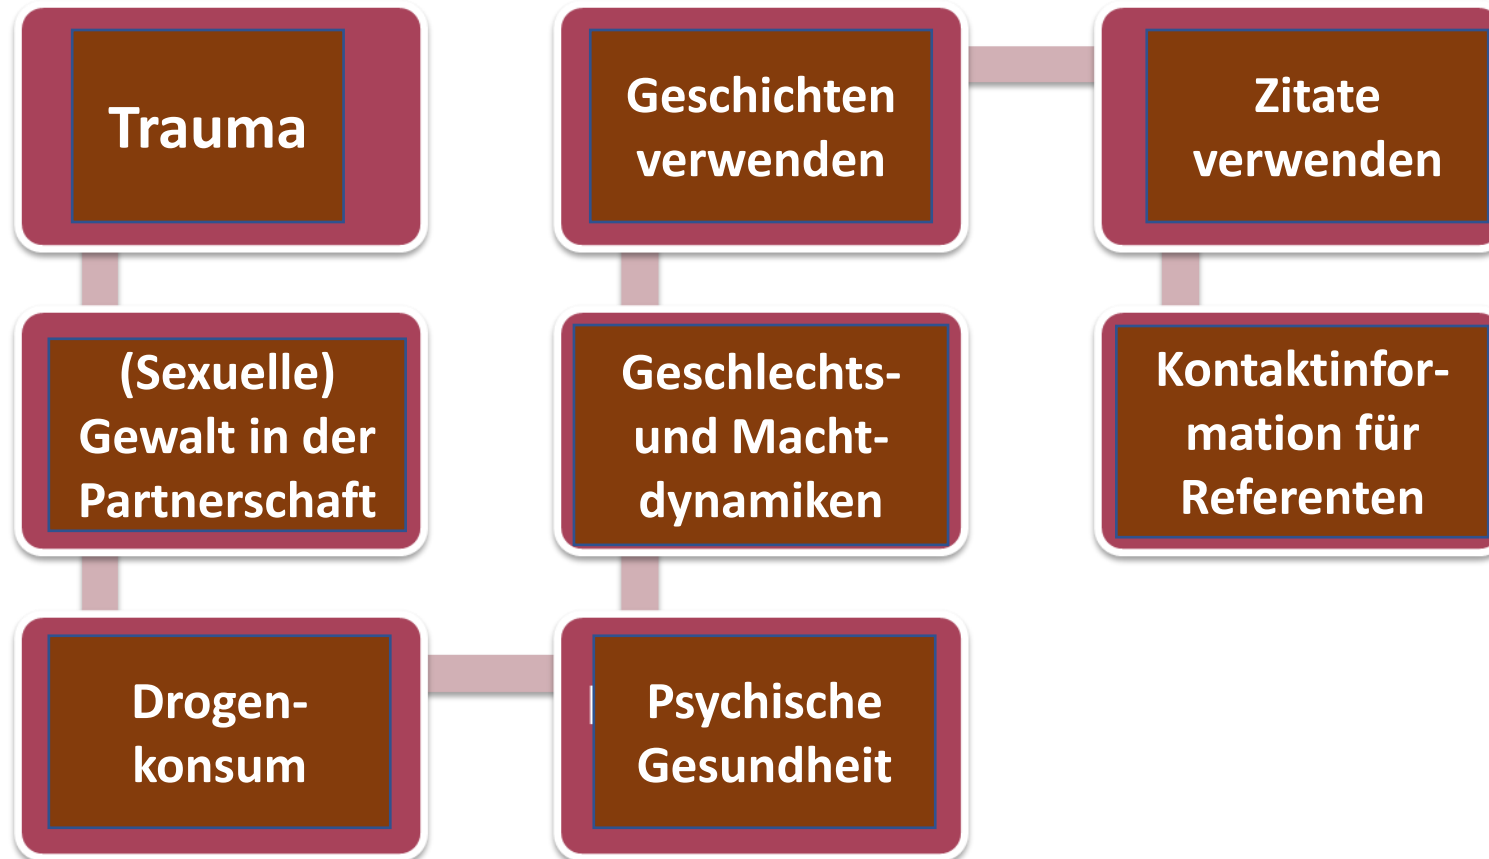 Trauma
(Sexuelle)
Gewalt in der
Partnerschaft
Drogen-
konsum
Psychische
Gesundheit
Geschlechts-
und Macht-
dynamiken
Geschichten
verwenden
Zitate
verwenden
Kontaktinfor-
mation für
Referenten